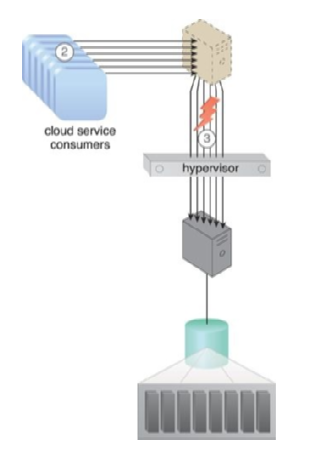 2
cloud service
consumers
3
hypervisor